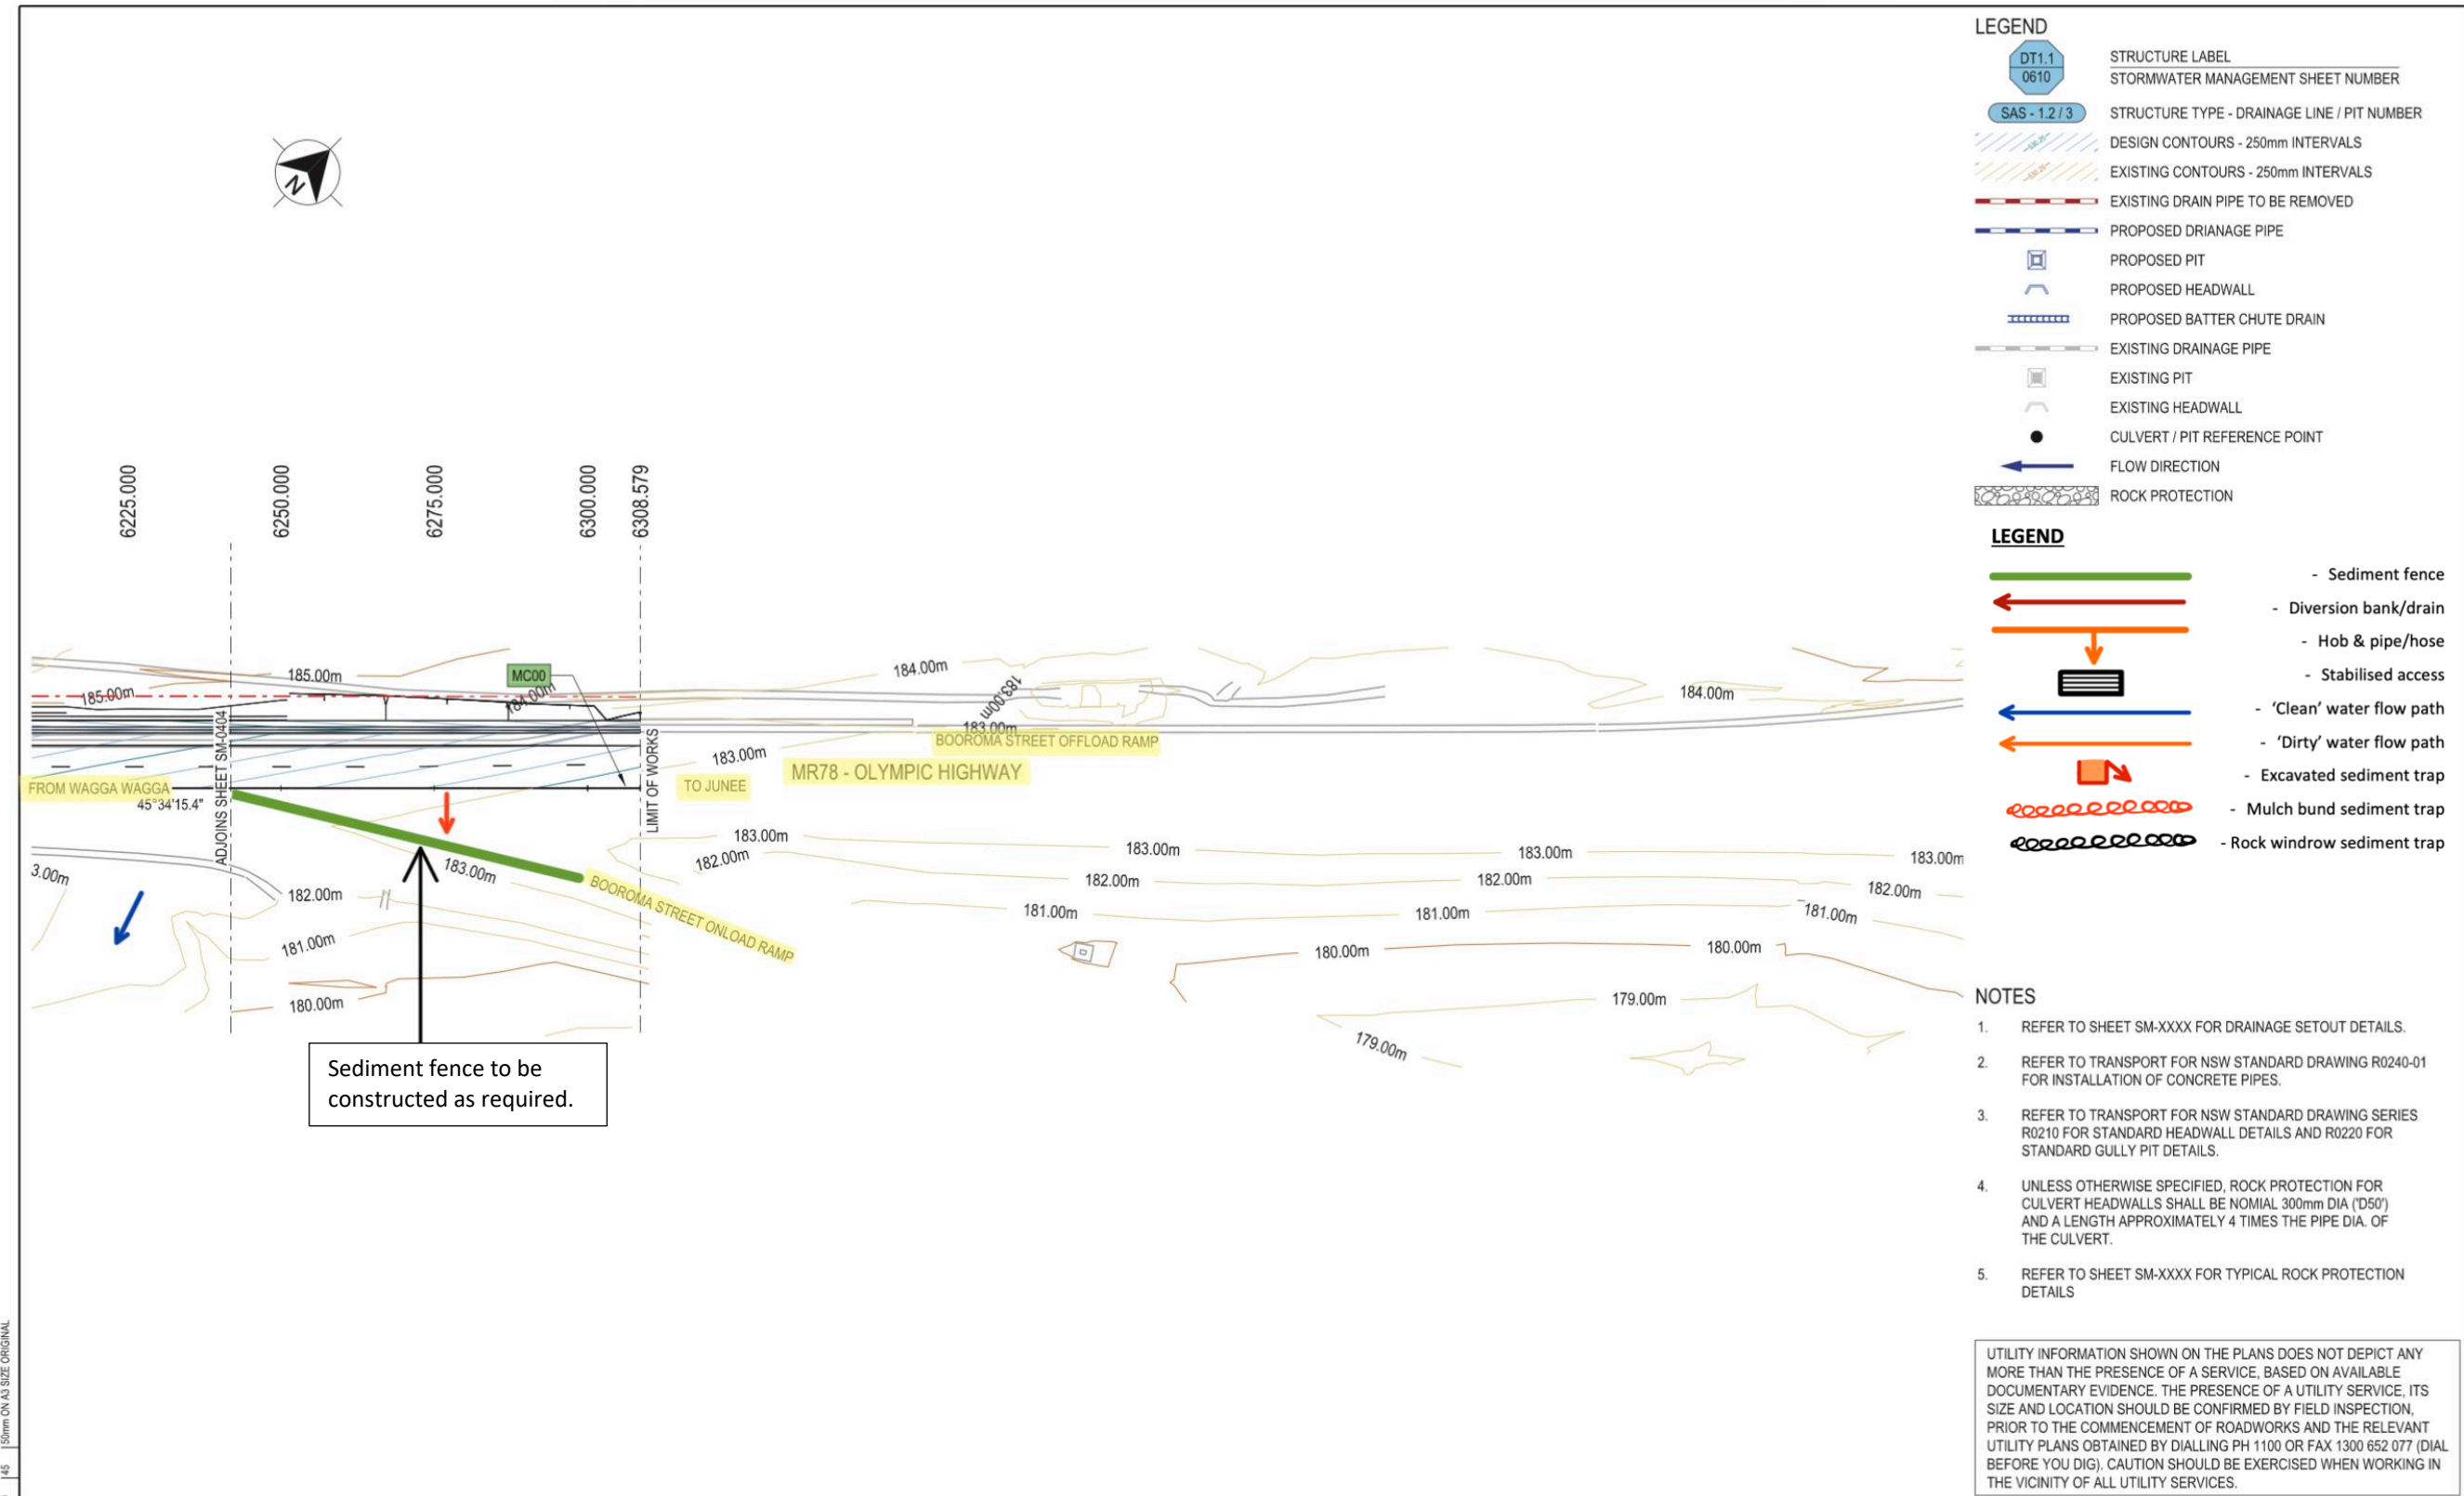 LEGEND
DT1.1
0610
STRUCTURE LABEL
STORMWATER MANAGEMENT SHEET NUMBER
SAS - 1.2 / 3
STRUCTURE TYPE - DRAINAGE LINE / PIT NUMBER
DESIGN CONTOURS - 250mm INTERVALS
EXISTING CONTOURS - 250mm INTERVALS
EXISTING DRAIN PIPE TO BE REMOVED
PROPOSED DRIANAGE PIPE
PROPOSED PIT
PROPOSED HEADWALL
PROPOSED BATTER CHUTE DRAIN
EXISTING DRAINAGE PIPE
EXISTING PIT
EXISTING HEADWALL
CULVERT / PIT REFERENCE POINT
FLOW DIRECTION
ROCK PROTECTION
LEGEND
- Sediment fence
- Diversion bank/drain
- Hob & pipe/hose
- Stabilised access
- 'Clean' water flow path
- 'Dirty' water flow path
- Excavated sediment trap
- Mulch bund sediment trap
- Rock windrow sediment trap
N
6225.000
6250.000
6275.000
6300.000
6308.579
185.00m
185.00m
MC00
184.00m
184.00m
183.00m
183.00m
184.00m
BOOROMA STREET OFFLOAD RAMP
183.00m
MR78 - OLYMPIC HIGHWAY
TO JUNEE
FROM WAGGA WAGGA
45°34'15.4"
ADJOINS SHEET SM-0404
LIMIT OF WORKS
183.00m
182.00m
183.00m
183.00m
183.00m
183.00m
3.00m
182.00m
182.00m
182.00m
182.00m
BOOROMA STREET ONLOAD RAMP
181.00m
181.00m
181.00m
181.00m
180.00m
180.00m
180.00m
179.00m
179.00m
Sediment fence to be
constructed as required.
NOTES
1. REFER TO SHEET SM-XXXX FOR DRAINAGE SETOUT DETAILS.
2. REFER TO TRANSPORT FOR NSW STANDARD DRAWING R0240-01
FOR INSTALLATION OF CONCRETE PIPES.
3. REFER TO TRANSPORT FOR NSW STANDARD DRAWING SERIES
R0210 FOR STANDARD HEADWALL DETAILS AND R0220 FOR
STANDARD GULLY PIT DETAILS.
4. UNLESS OTHERWISE SPECIFIED, ROCK PROTECTION FOR
CULVERT HEADWALLS SHALL BE NOMIAL 300mm DIA ('D50')
AND A LENGTH APPROXIMATELY 4 TIMES THE PIPE DIA. OF
THE CULVERT.
5. REFER TO SHEET SM-XXXX FOR TYPICAL ROCK PROTECTION
DETAILS
UTILITY INFORMATION SHOWN ON THE PLANS DOES NOT DEPICT ANY
MORE THAN THE PRESENCE OF A SERVICE, BASED ON AVAILABLE
DOCUMENTARY EVIDENCE. THE PRESENCE OF A UTILITY SERVICE, ITS
SIZE AND LOCATION SHOULD BE CONFIRMED BY FIELD INSPECTION,
PRIOR TO THE COMMENCEMENT OF ROADWORKS AND THE RELEVANT
UTILITY PLANS OBTAINED BY DIALLING PH 1100 OR FAX 1300 652 077 (DIAL
BEFORE YOU DIG). CAUTION SHOULD BE EXERCISED WHEN WORKING IN
THE VICINITY OF ALL UTILITY SERVICES.
50mm ON A3 SIZE ORIGINAL
45